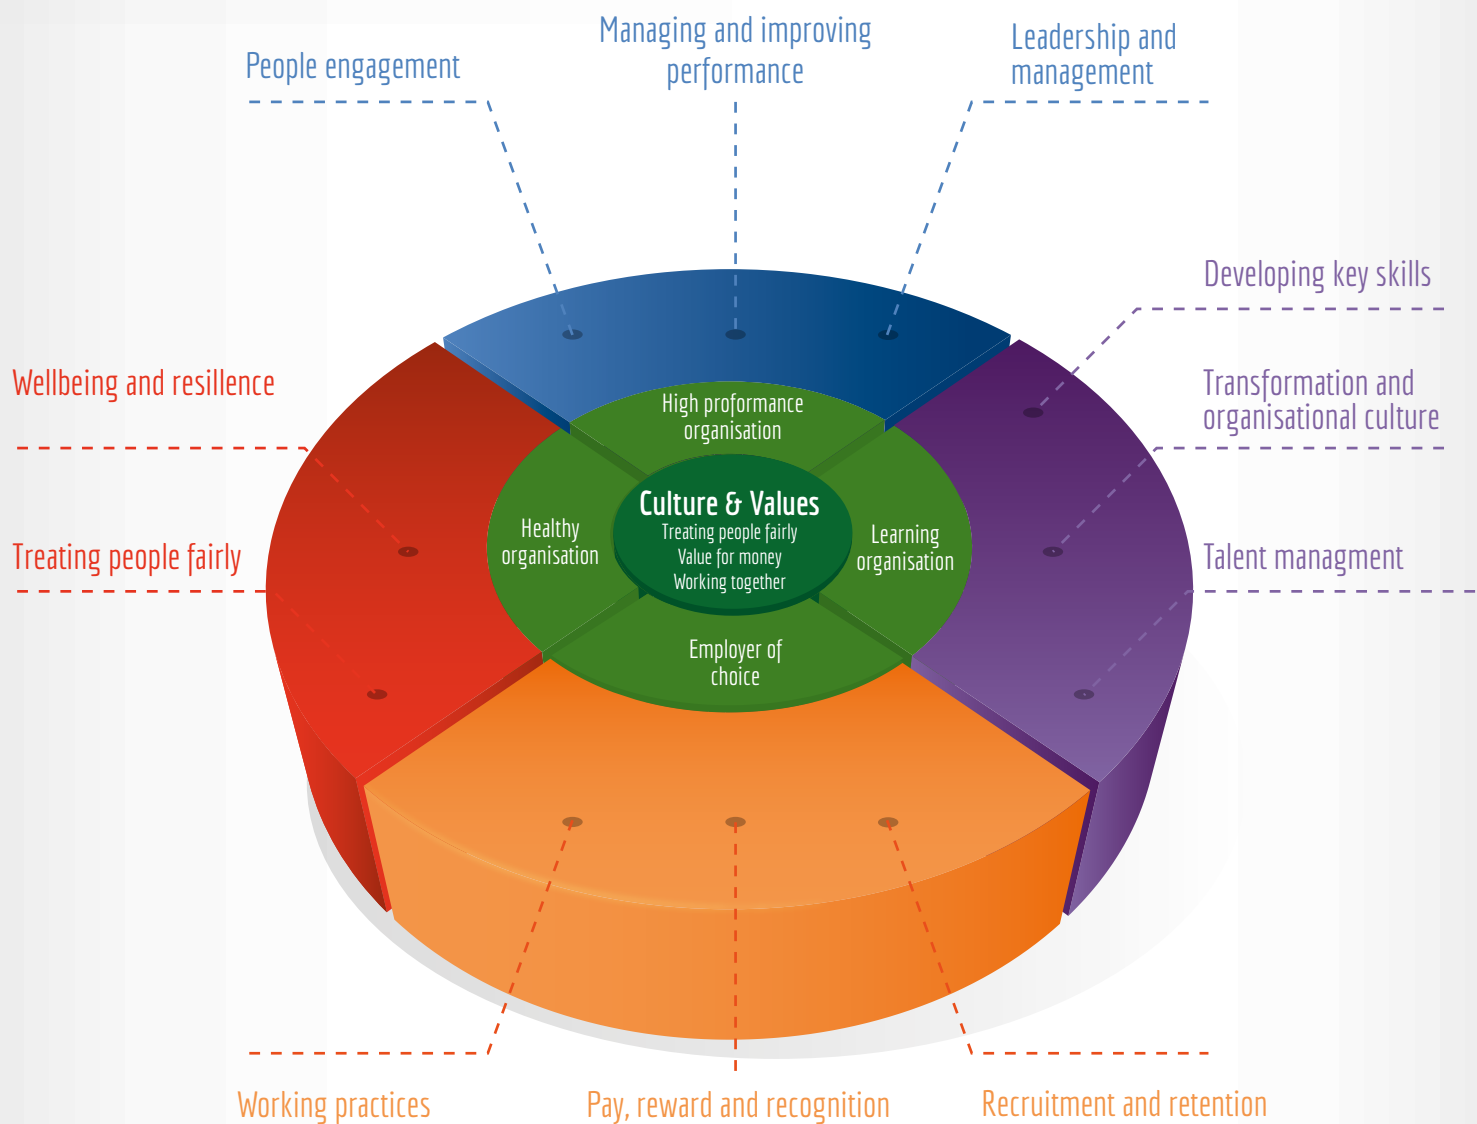 Managing and improving
performance
Leadership and
management
People engagement
Developing key skills
Wellbeing and resillence
Transformation and
organisational culture
High proformance
organisation
Culture & Values
Treating people fairly
Value for money
Working together
Healthy
organisation
Learning
organisation
Treating people fairly
Talent managment
Employer of
choice
Working practices
Pay, reward and recognition
Recruitment and retention